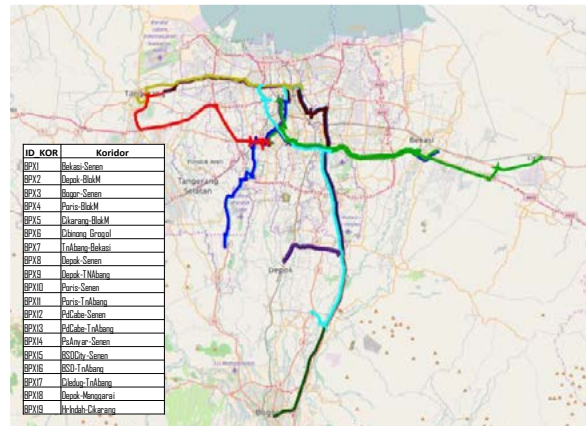 Tangerang
Bekasi
Tangerang
Selatan
Depok
Bogor
ID_KOR Koridor
BPX1 Bekasi-Senen
BPX2 Depok-BlokM
BPX3 Bogor-Senen
BPX4 Poris-BlokM
BPX5 Cikarang-BlokM
BPX6 Cibinong_Grogol
BPX7 TnAbang-Bekasi
BPX8 Depok-Senen
BPX9 Depok-TNAbang
BPX10 Poris-Senen
BPX11 Poris-TnAbang
BPX12 PdCabe-Senen
BPX13 PdCabe-TnAbang
BPX14 PsAnyar-Senen
BPX15 BSDCity-Senen
BPX16 BSD-TnAbang
BPX17 Ciledug-TnAbang
BPX18 Depok-Manggarai
BPX19 HrIndah-Cikarang